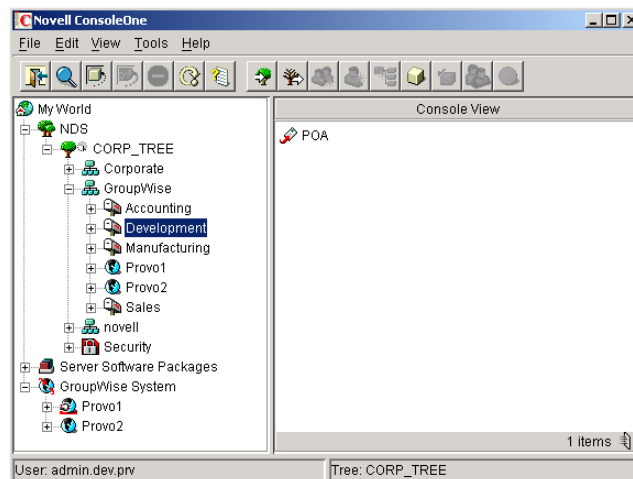 Novell ConsoleOne
File Edit View Tools Help
My World
NDS
CORP_TREE
Corporate
GroupWise
Accounting
Development
Manufacturing
Provo1
Provo2
Sales
novell
Security
Server Software Packages
GroupWise System
Provo1
Provo2
Console View
POA
1 items
User: admin.dev.prv
Tree: CORP_TREE